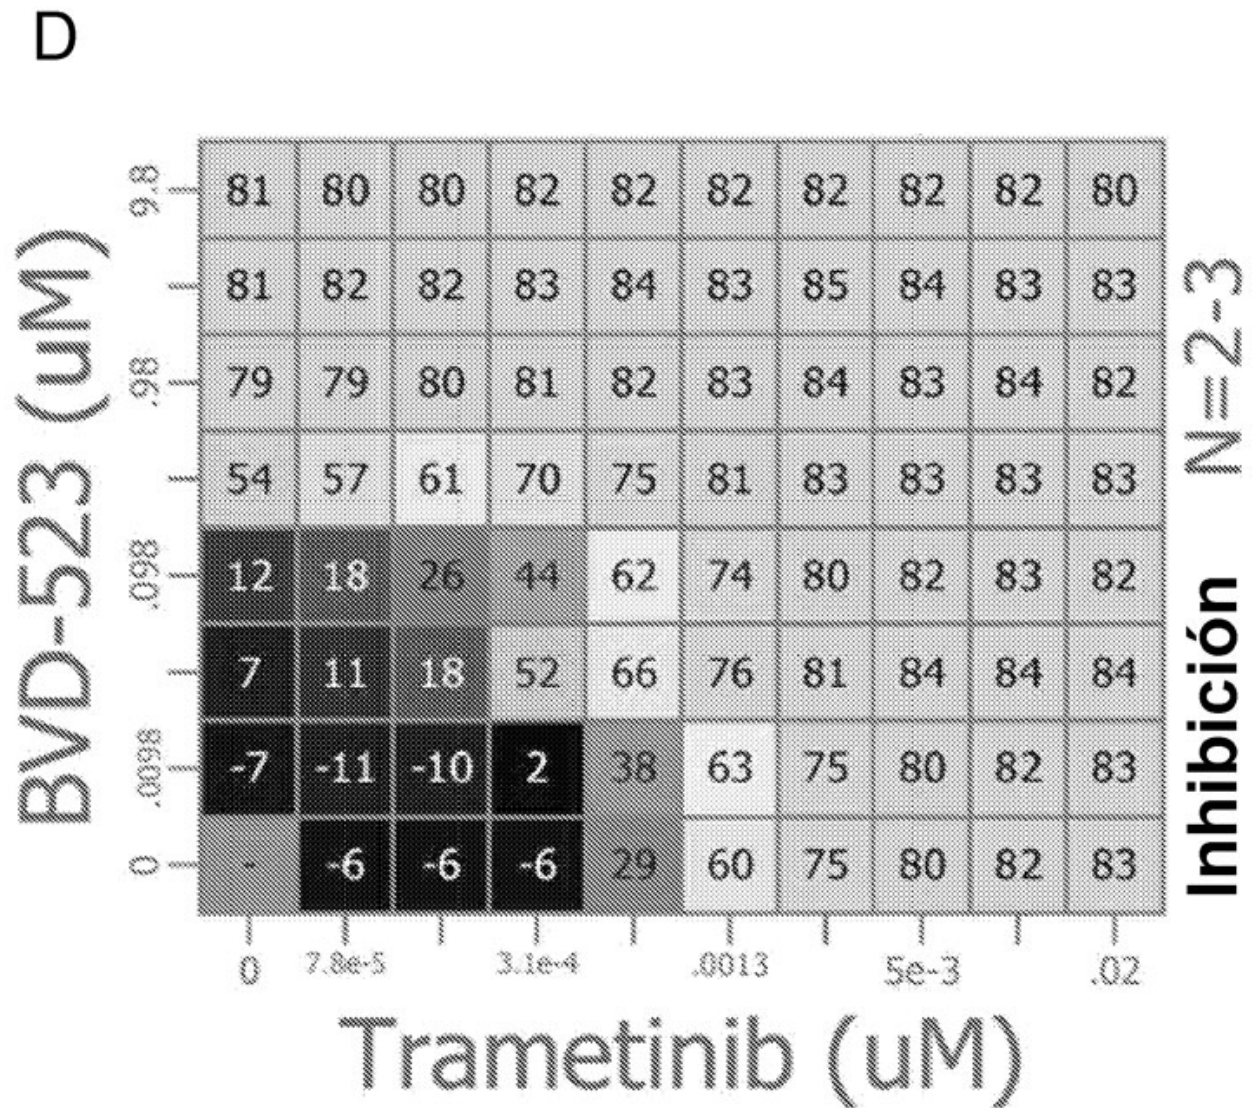 D
BVD-523 (uM)
9.8
81 80 80 82 82 82 82 82 82 80
81 82 82 83 84 83 85 84 83 83
.98
79 79 80 81 82 83 84 83 84 82
54 57 61 70 75 81 83 83 83 83
.098
12 18 26 44 62 74 80 82 83 82
7 11 18 52 66 76 81 84 84 84
.0098
-7 -11 -10 2 38 63 75 80 82 83
0
- -6 -6 -6 29 60 75 80 82 83
0 7.8e-5 3.1e-4 .0013 5e-3 .02
Trametinib (uM)
Inhibición N=2-3